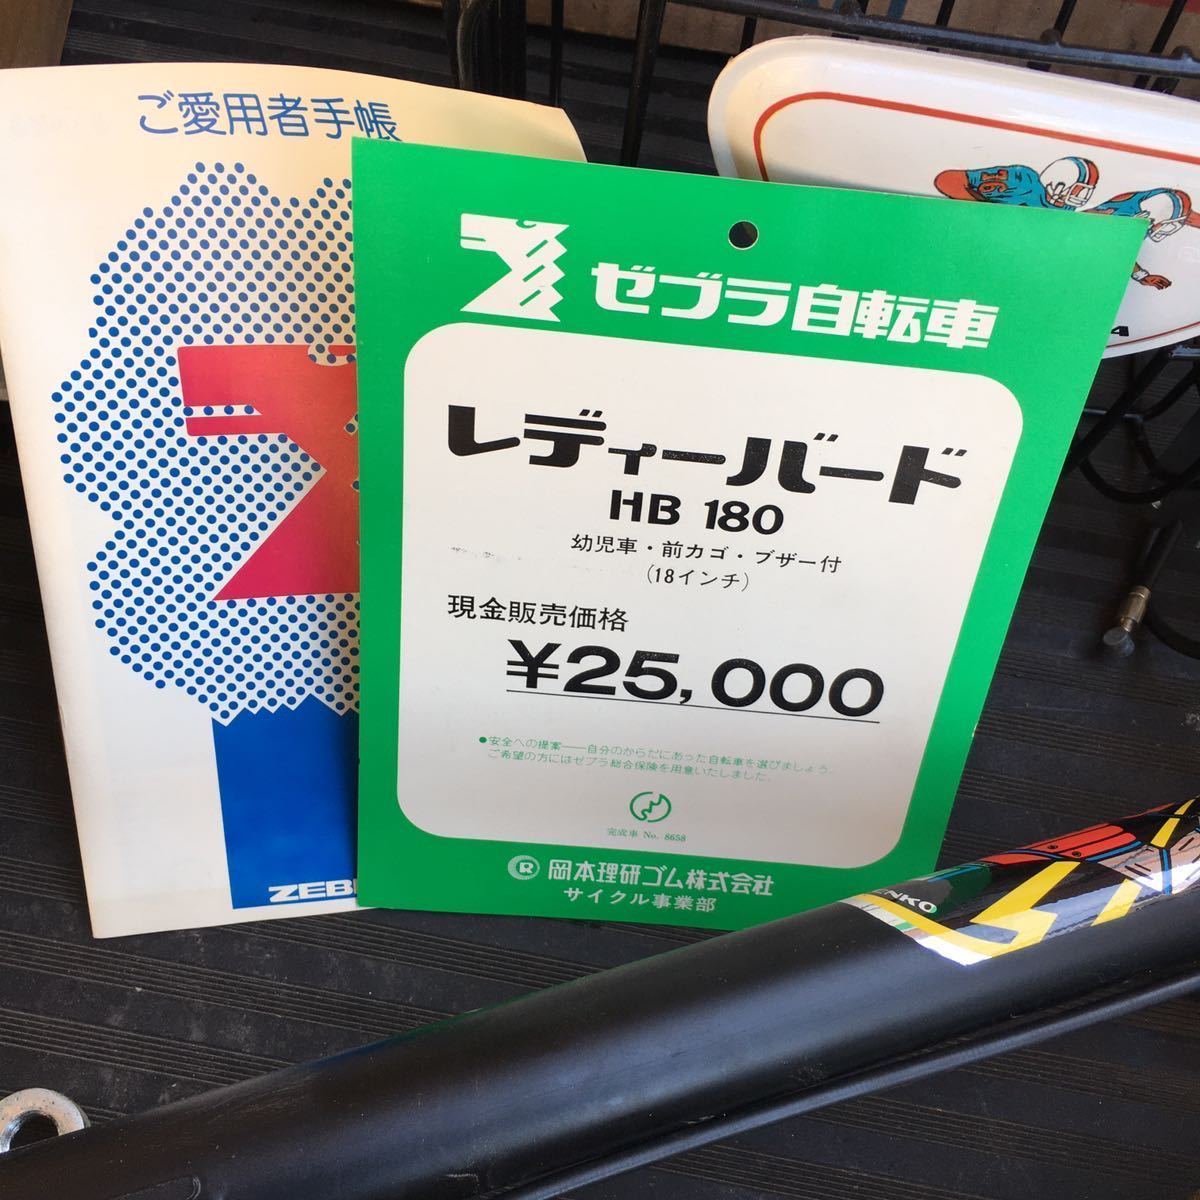 ご愛用者手帳
ゼブラ自転車
レディーバード
HB 180
幼児車・前カゴ・ブザー付
(18インチ)
現金販売価格
¥25,000
●安全への提案――自分のからだにあった自転車を選びましょう。
ご希望の方にはゼブラ総合保険を用意いたしました。
完成車 No. 8658
® 岡本理研ゴム株式会社
サイクル事業部